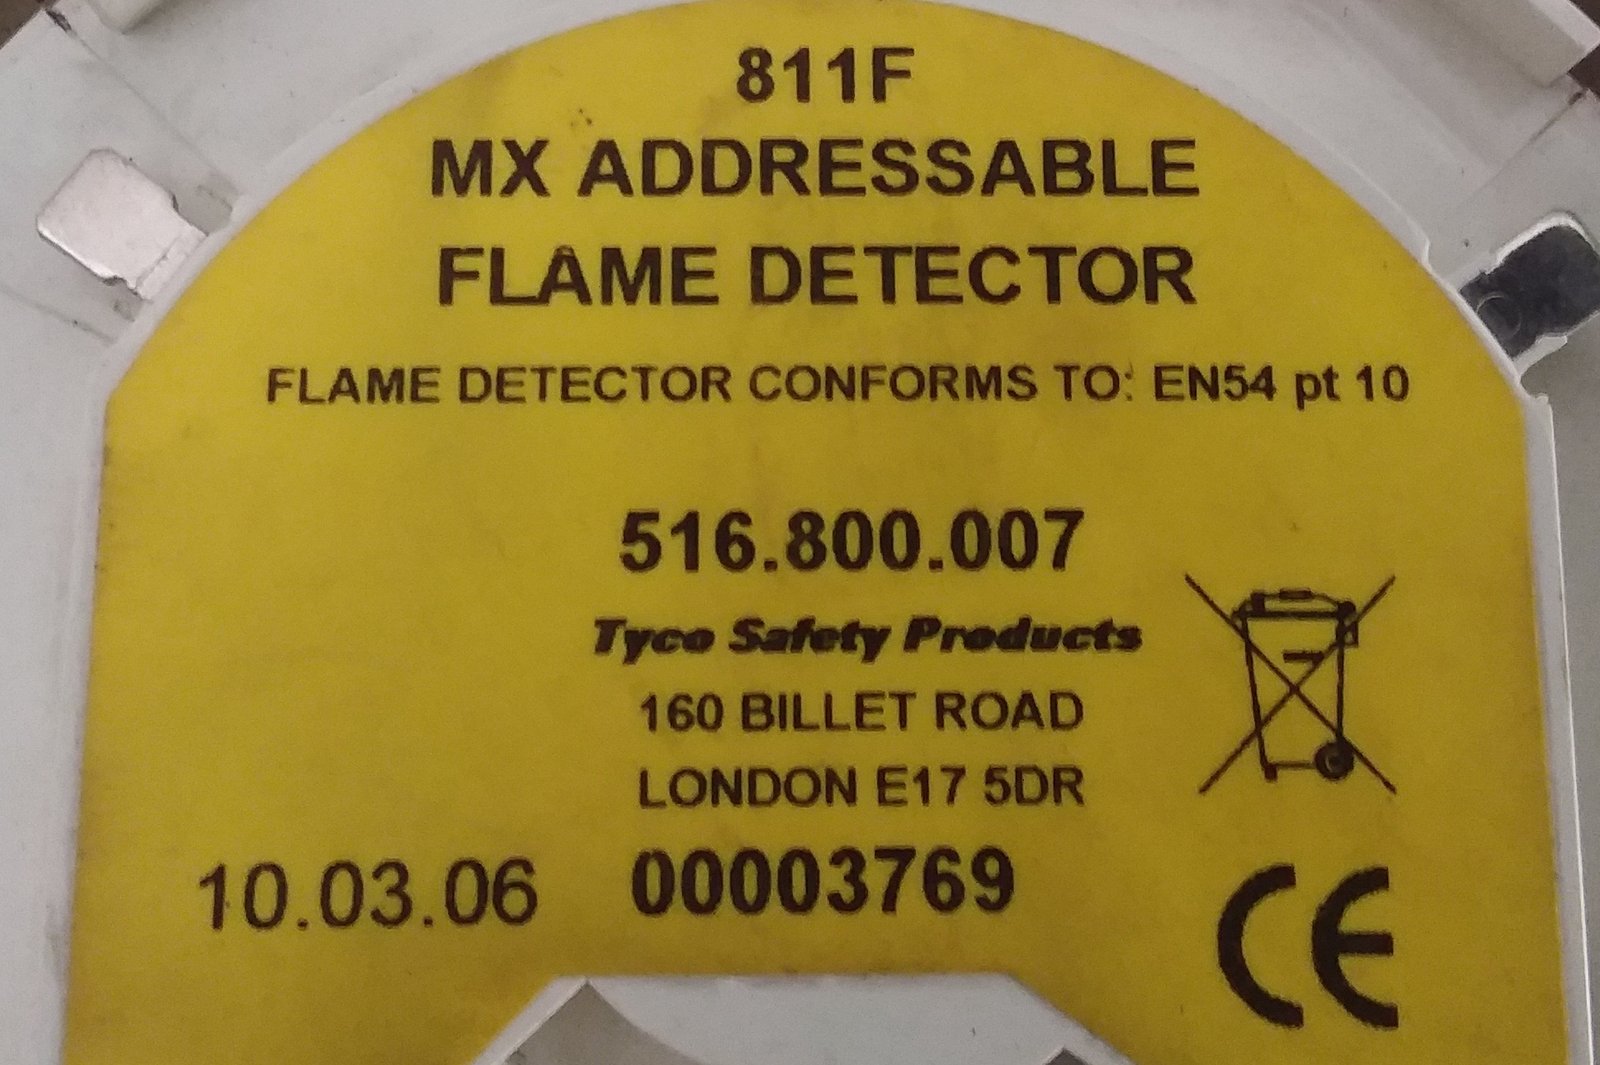 811F
MX ADDRESSABLE
FLAME DETECTOR
FLAME DETECTOR CONFORMS TO: EN54 pt 10
516.800.007
Tyco Safety Products
160 BILLET ROAD
LONDON E17 5DR
10.03.06 00003769
CE